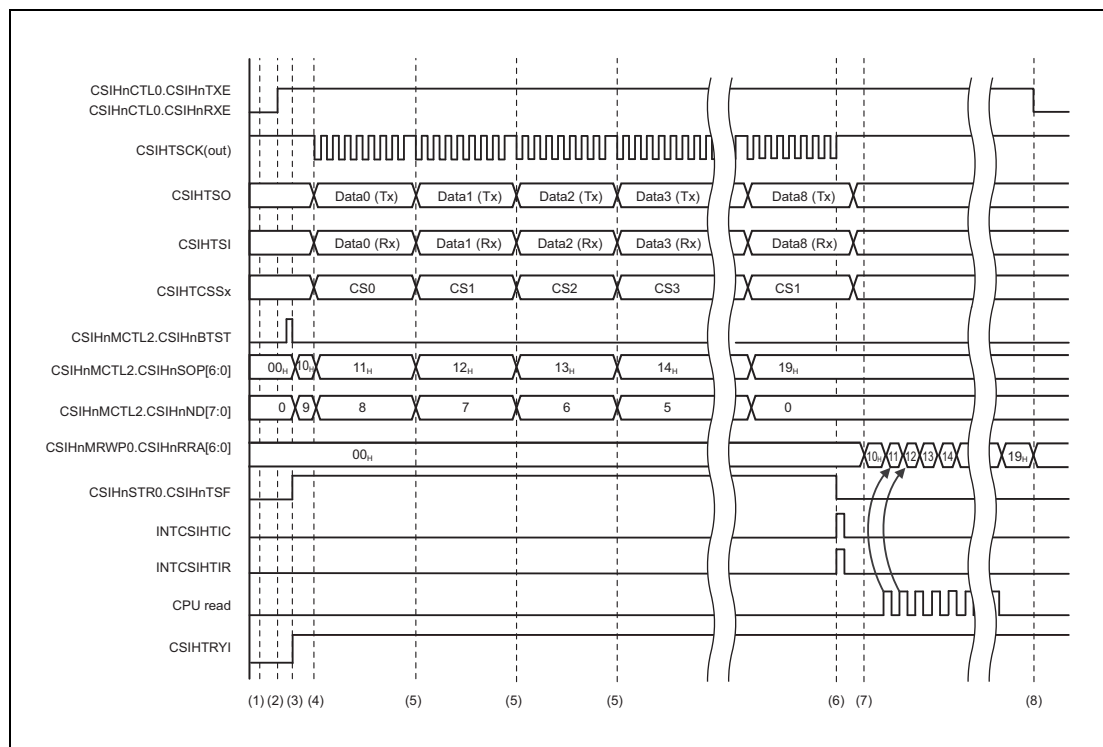 CSIHnCTL0.CSIHnTXE
CSIHnCTL0.CSIHnRXE
CSIHTSCK(out)
CSIHTSO Data0 (Tx) Data1 (Tx) Data2 (Tx) Data3 (Tx) Data8 (Tx)
CSIHTSI Data0 (Rx) Data1 (Rx) Data2 (Rx) Data3 (Rx) Data8 (Rx)
CSIHTCSSx CS0 CS1 CS2 CS3 CS1
CSIHnMCTL2.CSIHnBTST
CSIHnMCTL2.CSIHnSOP[6:0] 00H 10H 11H 12H 13H 14H 19H
CSIHnMCTL2.CSIHnND[7:0] 0 9 8 7 6 5 0
CSIHnMRWP0.CSIHnRRA[6:0] 00H 10H 11 12 13 14 19H
CSIHnSTR0.CSIHnTSF
INTCSIHTIC
INTCSIHTIR
CPU read
CSIHTRYI
(1) (2) (3) (4) (5) (5) (5) (6) (7) (8)